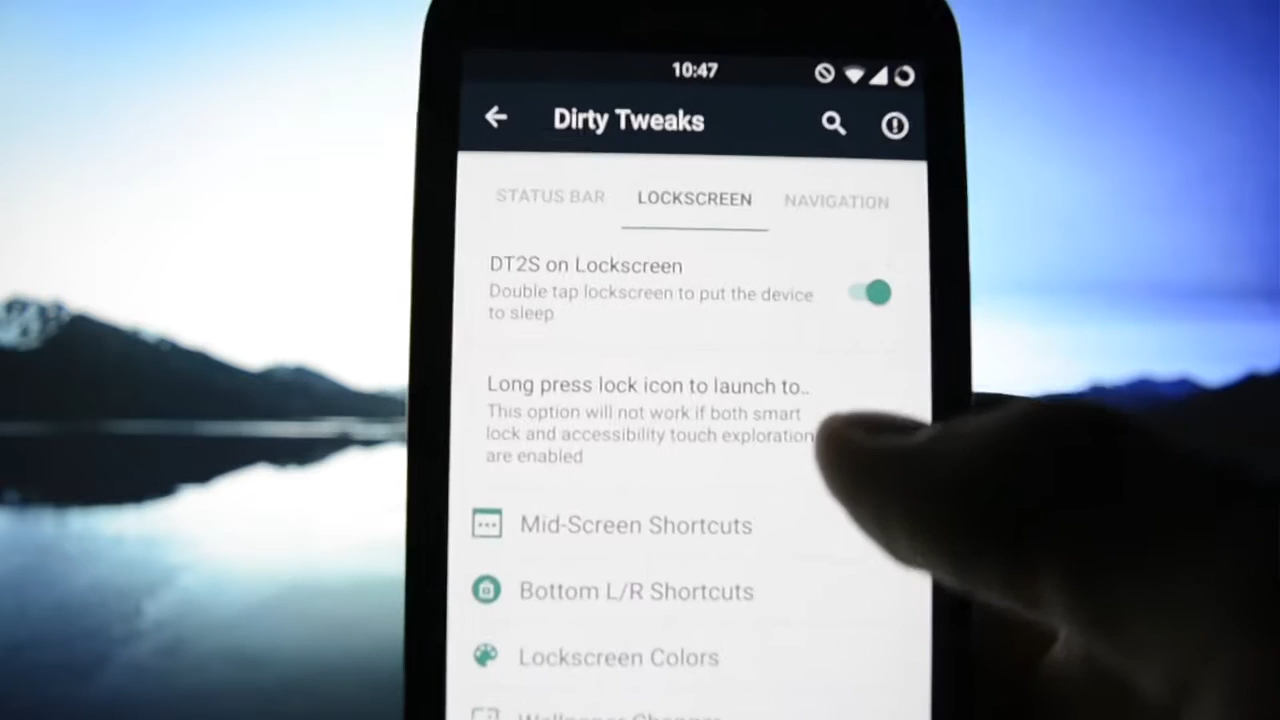 10:47
Dirty Tweaks
STATUS BAR LOCKSCREEN NAVIGATION
DT2S on Lockscreen
Double tap lockscreen to put the device
to sleep
Long press lock icon to launch to..
This option will not work if both smart
lock and accessibility touch exploration
are enabled
Mid-Screen Shortcuts
Bottom L/R Shortcuts
Lockscreen Colors